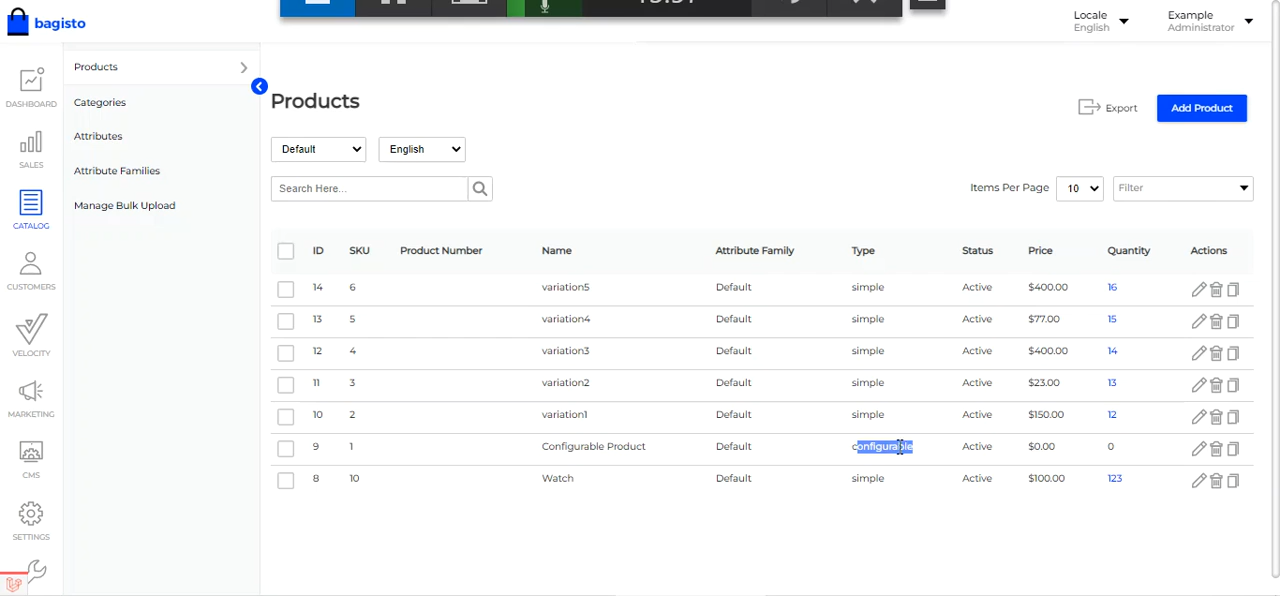 bagisto
Locale
English
Example
Administrator
DASHBOARD
SALES
CATALOG
CUSTOMERS
VELOCITY
MARKETING
CMS
SETTINGS
Products
Categories
Attributes
Attribute Families
Manage Bulk Upload
Products
Export
Add Product
Default
English
Search Here...
Items Per Page 10 Filter
ID SKU Product Number Name Attribute Family Type Status Price Quantity Actions
14 6 variation5 Default simple Active $400.00 16
13 5 variation4 Default simple Active $77.00 15
12 4 variation3 Default simple Active $400.00 14
11 3 variation2 Default simple Active $23.00 13
10 2 variation1 Default simple Active $150.00 12
9 1 Configurable Product Default configurable Active $0.00 0
8 10 Watch Default simple Active $100.00 123